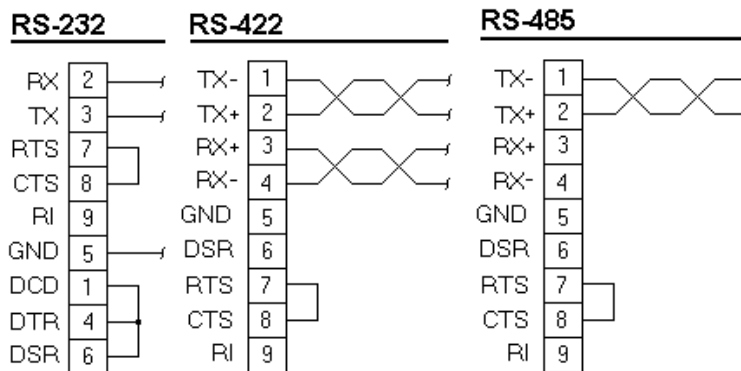 RS-232
RX 2
TX 3
RTS 7
CTS 8
RI 9
GND 5
DCD 1
DTR 4
DSR 6
RS-422
TX- 1
TX+ 2
RX+ 3
RX- 4
GND 5
DSR 6
RTS 7
CTS 8
RI 9
RS-485
TX- 1
TX+ 2
RX+ 3
RX- 4
GND 5
DSR 6
RTS 7
CTS 8
RI 9